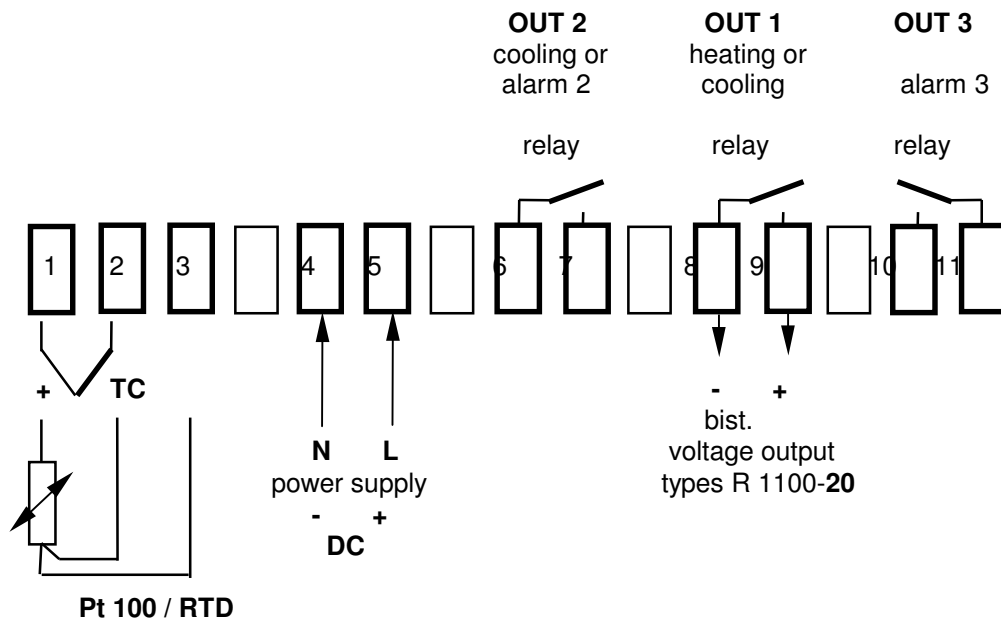 OUT 2 OUT 1 OUT 3
cooling or heating or
alarm 2 cooling alarm 3
relay relay relay
1 2 3 4 5 6 7 8 9 10 11
+ TC - +
bist.
N L voltage output
power supply types R 1100-20
- +
DC
Pt 100 / RTD